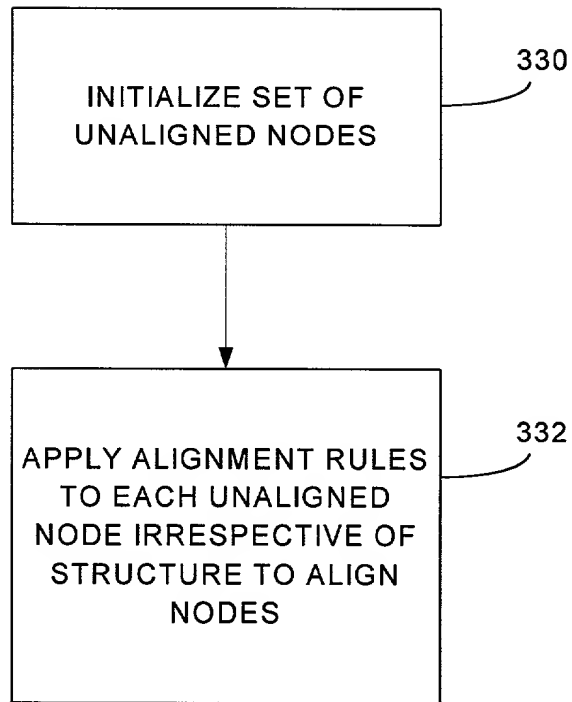 INITIALIZE SET OF
UNALIGNED NODES
330
APPLY ALIGNMENT RULES
TO EACH UNALIGNED
NODE IRRESPECTIVE OF
STRUCTURE TO ALIGN
NODES
332